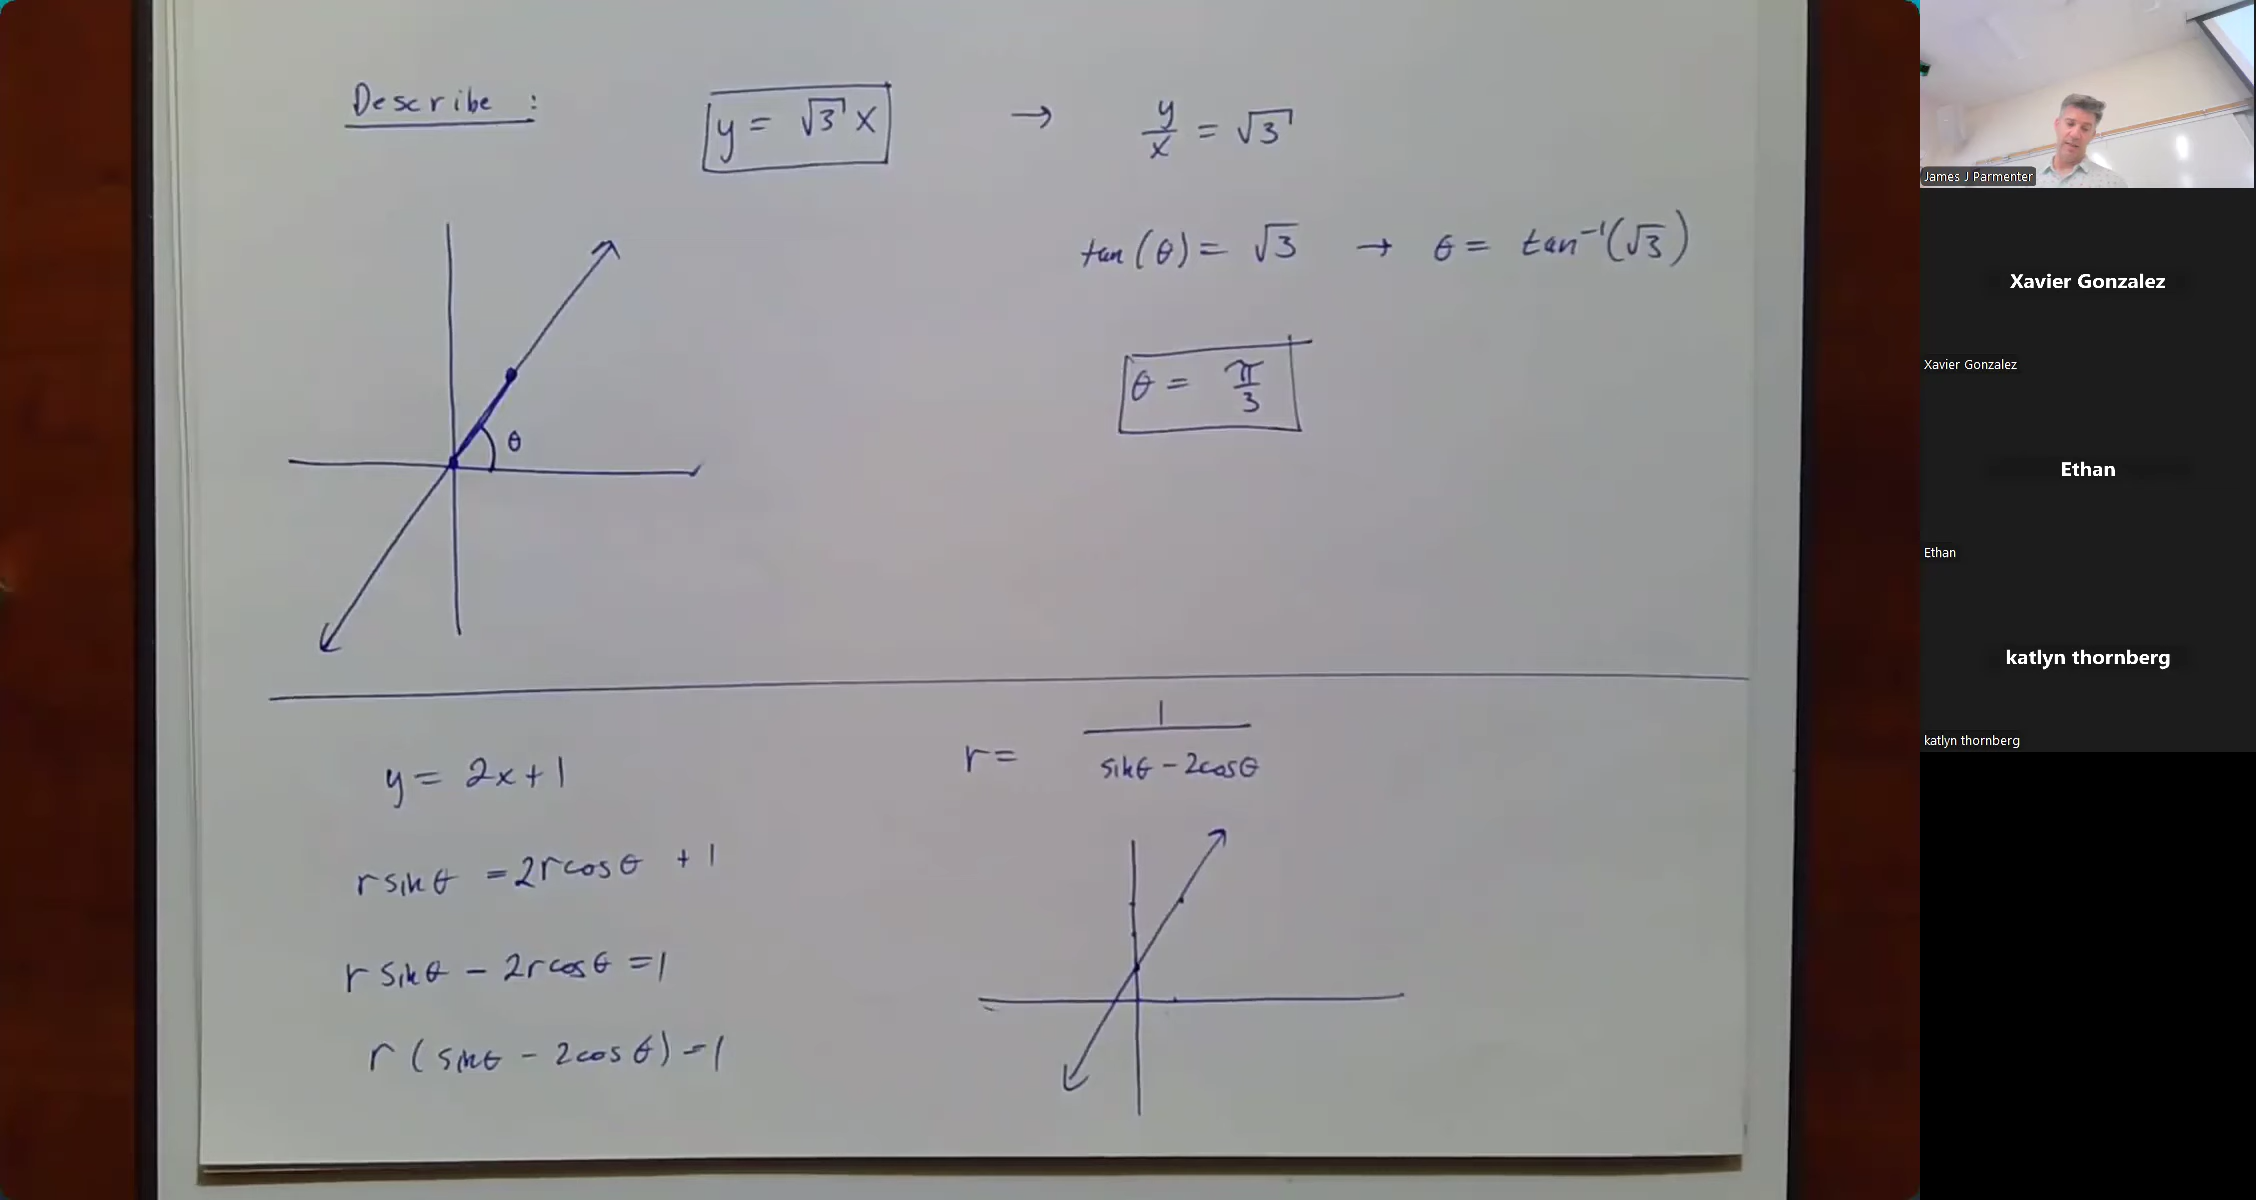 Describe : y = √3 x → y/x = √3
tan(θ) = √3 → θ = tan⁻¹(√3)
θ = π/3
θ
y = 2x+1
r sinθ = 2r cosθ + 1
r sinθ − 2r cosθ = 1
r ( sinθ − 2cosθ ) = 1
r = 1/(sinθ − 2cosθ)
James J Parmenter
Xavier Gonzalez
Xavier Gonzalez
Ethan
Ethan
katlyn thornberg
katlyn thornberg